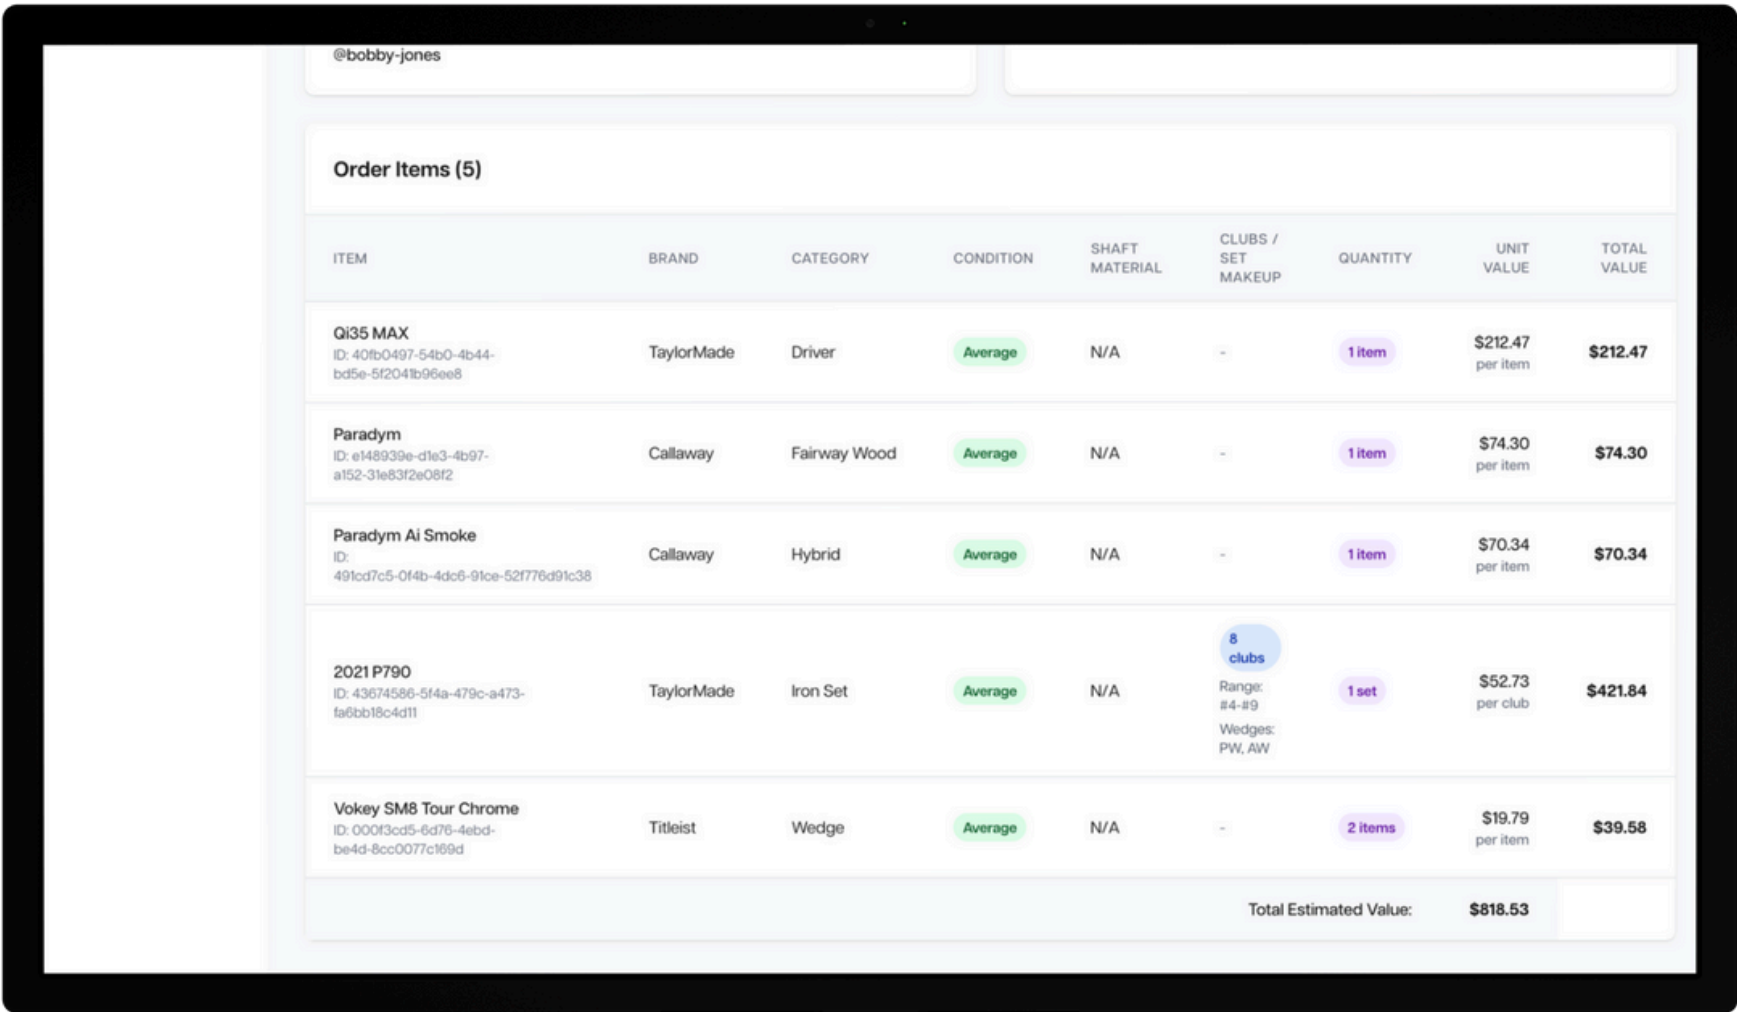 @bobby-jones
Order Items (5)
ITEM BRAND CATEGORY CONDITION SHAFT MATERIAL CLUBS / SET MAKEUP QUANTITY UNIT VALUE TOTAL VALUE
Qi35 MAX
ID: 40fb0497-54b0-4b44-
bd5e-5f2041b96ee8
TaylorMade Driver Average N/A - 1 item $212.47
per item
$212.47
Paradym
ID: e148939e-d1e3-4b97-
a152-31e83f2e08f2
Callaway Fairway Wood Average N/A - 1 item $74.30
per item
$74.30
Paradym Ai Smoke
ID:
491cd7c5-0f4b-4dc6-91ce-52f776d91c38
Callaway Hybrid Average N/A - 1 item $70.34
per item
$70.34
2021 P790
ID: 43674586-5f4a-479c-a473-
fa6bb18c4d11
TaylorMade Iron Set Average N/A
8
clubs
Range:
#4-#9
Wedges:
PW, AW
1 set $52.73
per club
$421.84
Vokey SM8 Tour Chrome
ID: 000f3cd5-6d76-4ebd-
be4d-8cc0077c169d
Titleist Wedge Average N/A - 2 items $19.79
per item
$39.58
Total Estimated Value: $818.53